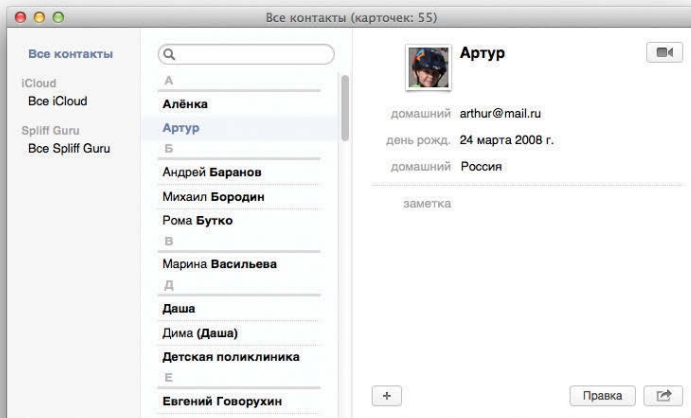 Все контакты (карточек: 55)
Все контакты
iCloud
Все iCloud
Spliff Guru
Все Spliff Guru
А
Алёнка
Артур
Б
Андрей Баранов
Михаил Бородин
Рома Бутко
В
Марина Васильева
Д
Даша
Дима (Даша)
Детская поликлиника
Е
Евгений Говорухин
Артур
домашний arthur@mail.ru
день рожд. 24 марта 2008 г.
домашний Россия
заметка
+
Правка